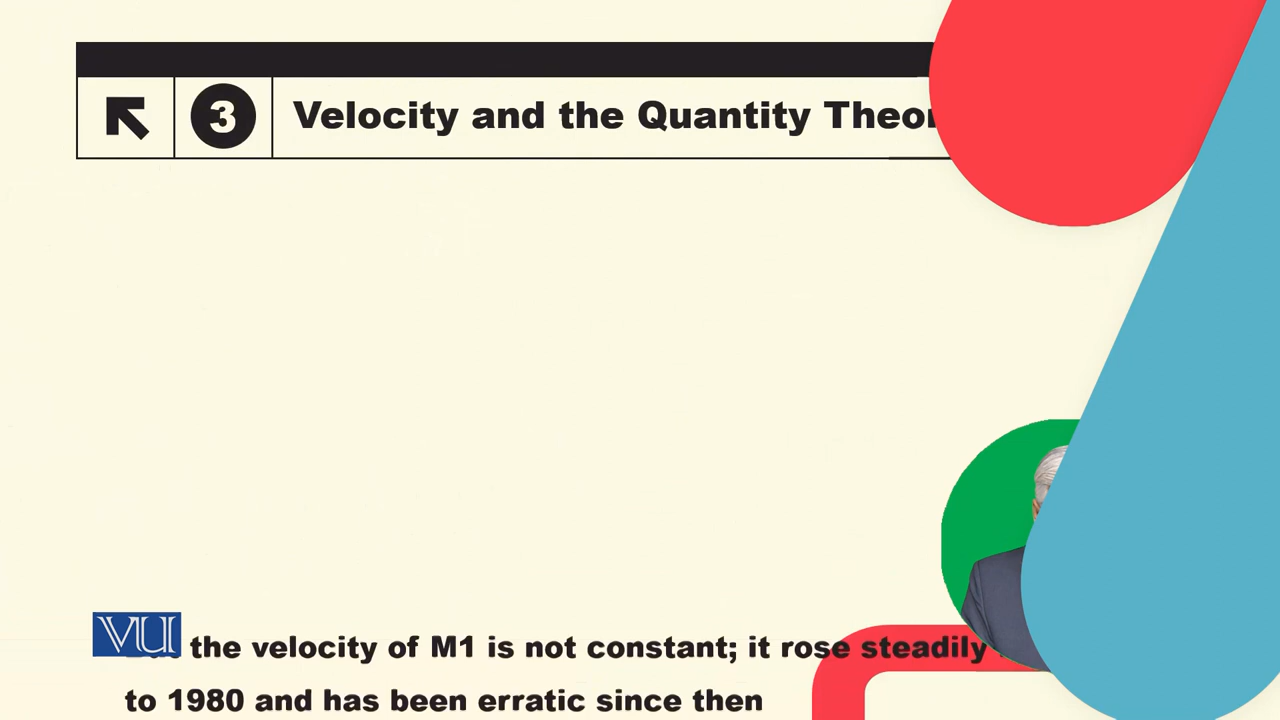 3 Velocity and the Quantity
VU the velocity of M1 is not constant; it rose steadily
to 1980 and has been erratic since then